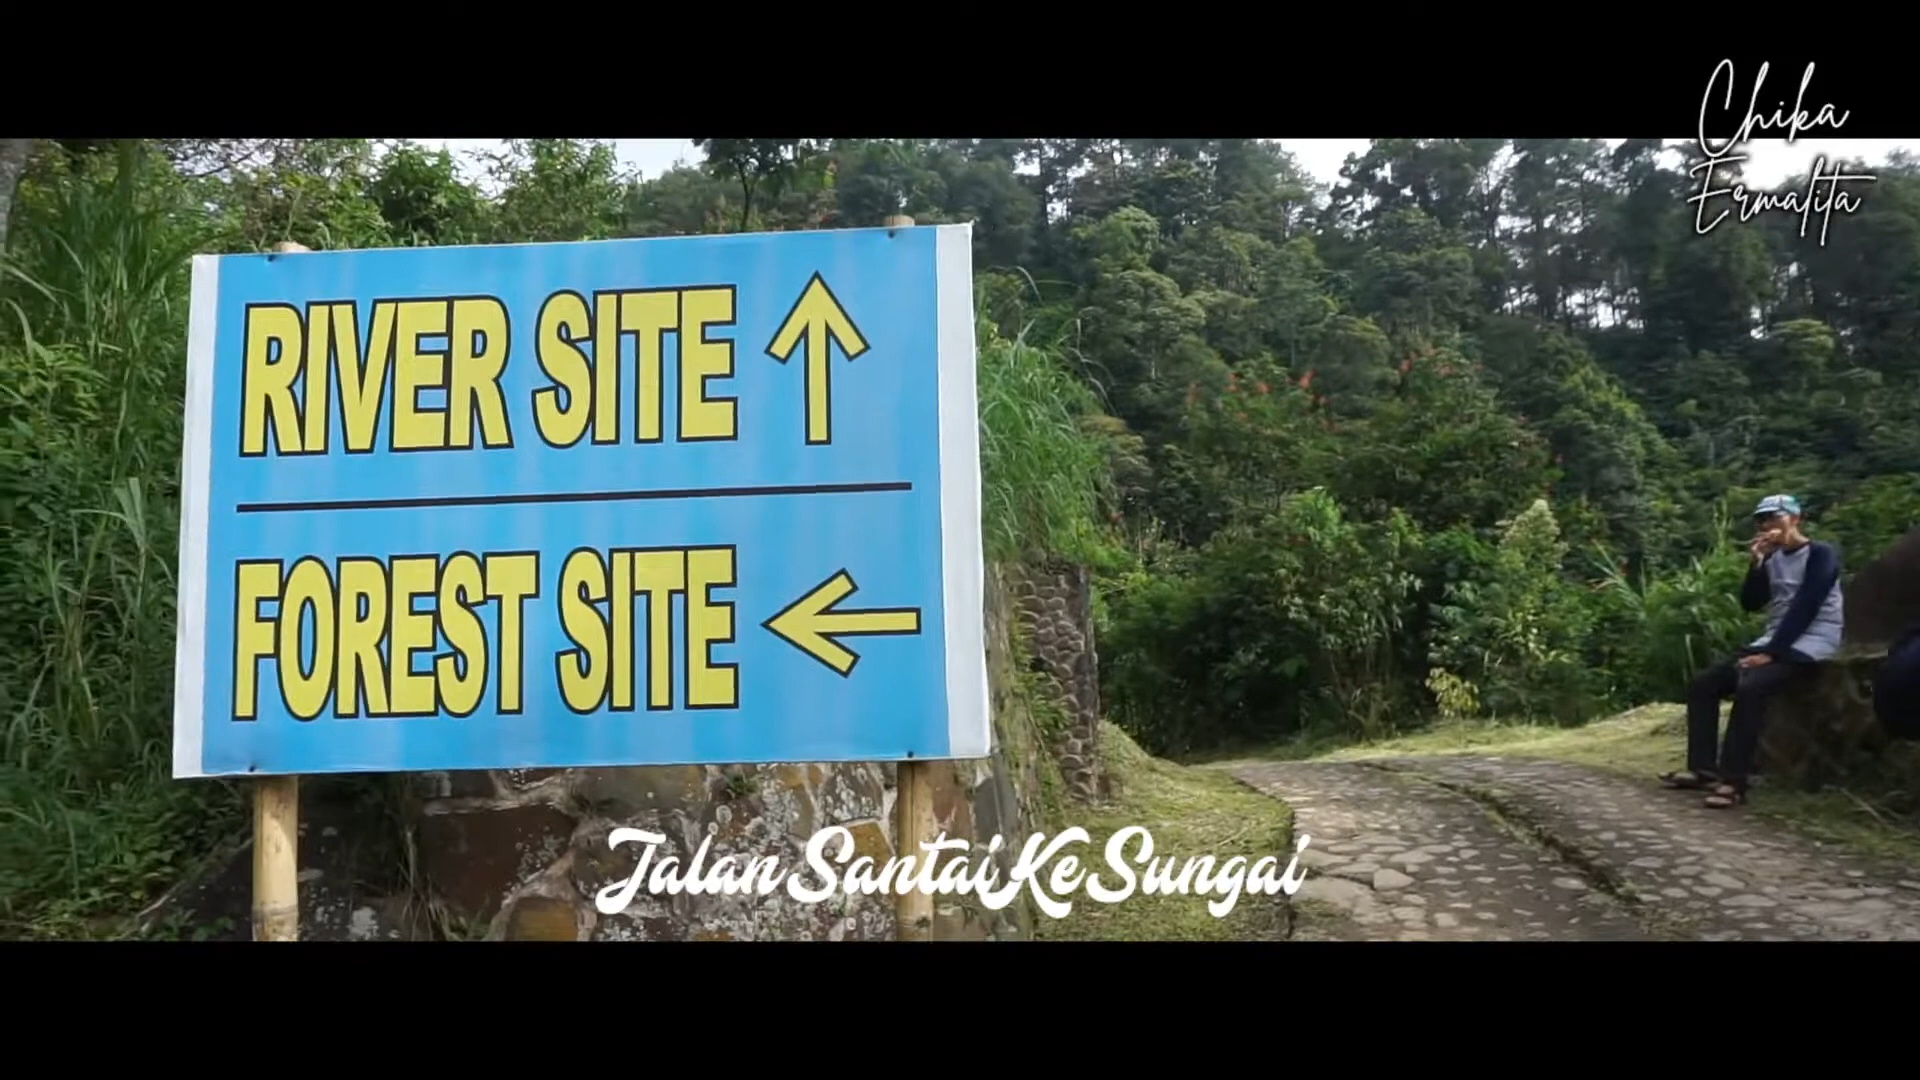 Chika
Ermalita
RIVER SITE ↑
FOREST SITE ←
Jalan Santai Ke Sungai